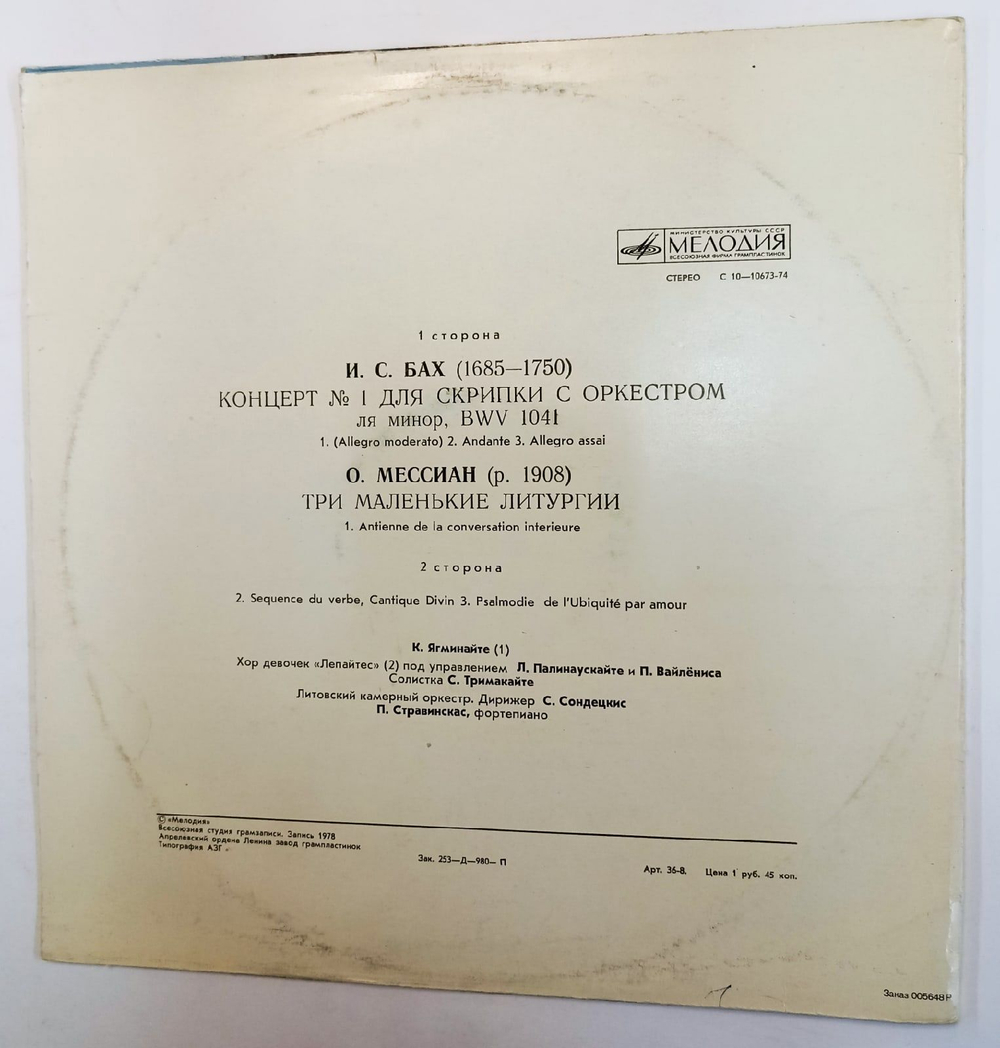 МИНИСТЕРСТВО КУЛЬТУРЫ СССР
МЕЛОДИЯ
ВСЕСОЮЗНАЯ ФИРМА ГРАМПЛАСТИНОК
СТЕРЕО С 10—10673-74
1 сторона
И. С. БАХ (1685—1750)
КОНЦЕРТ № 1 ДЛЯ СКРИПКИ С ОРКЕСТРОМ
ля минор, BWV 1041
1. (Allegro moderato) 2. Andante 3. Allegro assai
О. МЕССИАН (р. 1908)
ТРИ МАЛЕНЬКИЕ ЛИТУРГИИ
1. Antienne de la conversation interieure
2 сторона
2. Sequence du verbe, Cantique Divin 3. Psalmodie de l'Ubiquité par amour
К. Ягминайте (1)
Хор девочек «Лепайтес» (2) под управлением Л. Палинаускайте и П. Вайлёниса
Солистка С. Тримакайте
Литовский камерный оркестр. Дирижер С. Сондецкис
П. Стравинскас, фортепиано
© «Мелодия»
Всесоюзная студия грамзаписи. Запись 1978
Апрелевский ордена Ленина завод грампластинок
Типография АЗГ
Зак. 253—Д—980— П
Арт. 36-8. Цена 1 руб. 45 коп.
Заказ 005648 Р